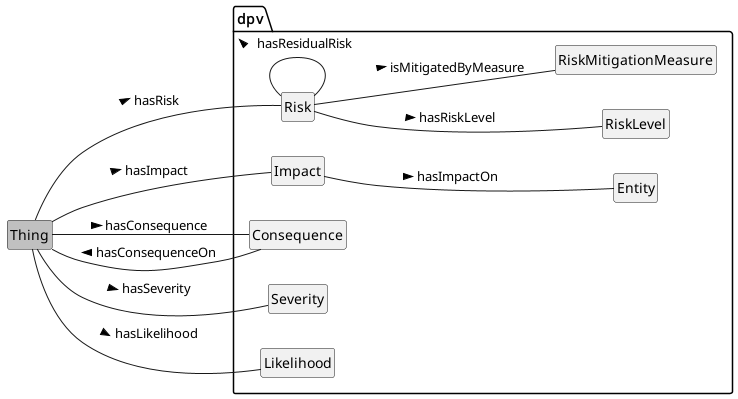 dpv
hasResidualRisk
isMitigatedByMeasure
RiskMitigationMeasure
hasRisk
Risk
hasRiskLevel
RiskLevel
hasImpact
Impact
hasImpactOn
Entity
hasConsequence
Thing
Consequence
hasConsequenceOn
hasSeverity
Severity
hasLikelihood
Likelihood